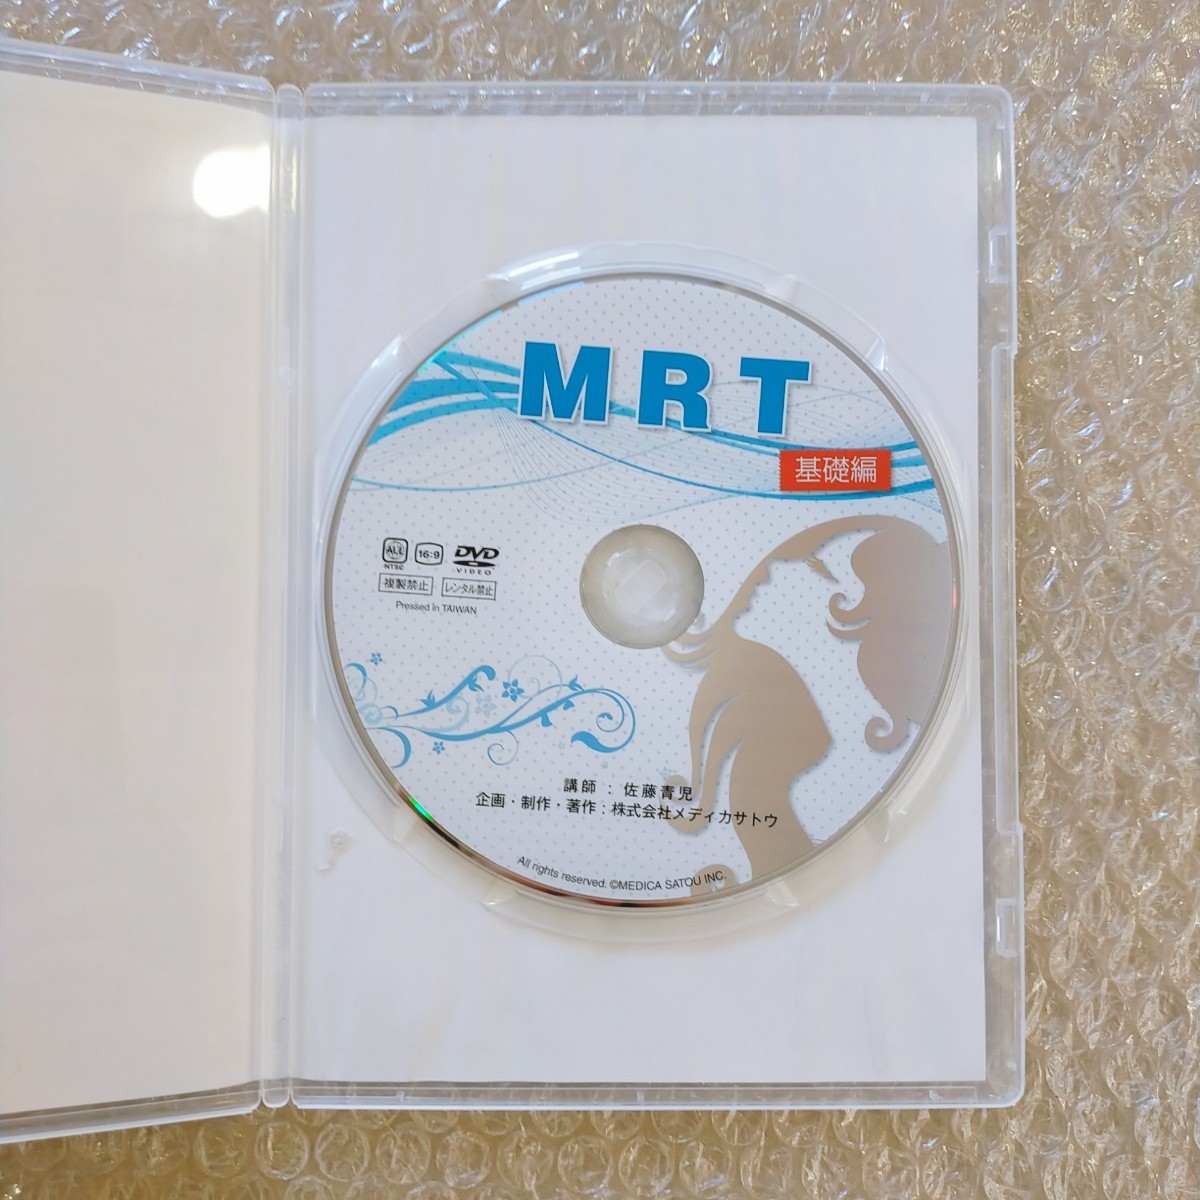 MRT
基礎編
ALL 16:9 DVD
NTSC VIDEO
複製禁止 レンタル禁止
Pressed in TAIWAN
講師 : 佐藤青児
企画・制作・著作 : 株式会社メディカサトウ
All rights reserved. ©MEDICA SATOU INC.